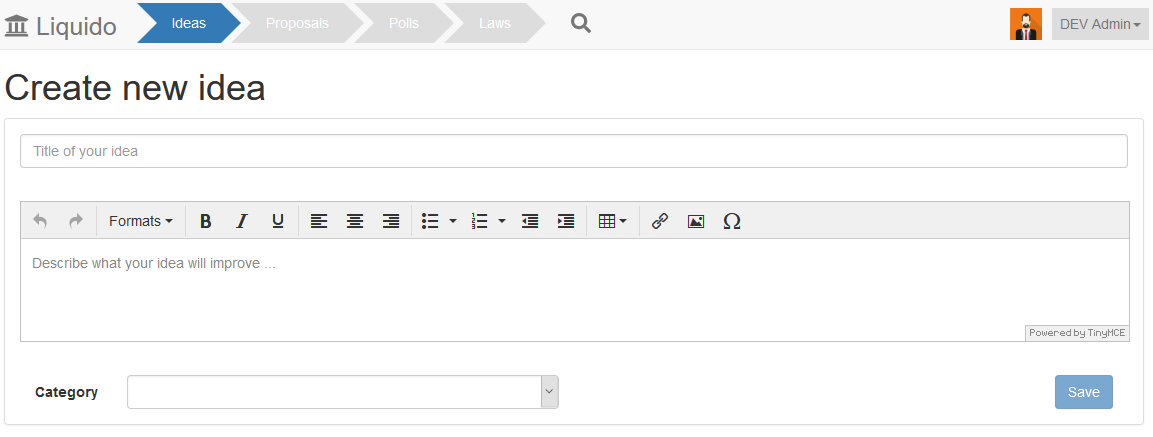 Liquido Ideas Proposals Polls Laws DEV Admin
Create new idea
Title of your idea
Formats B I U Ω
Describe what your idea will improve ...
Powered by TinyMCE
Category Save